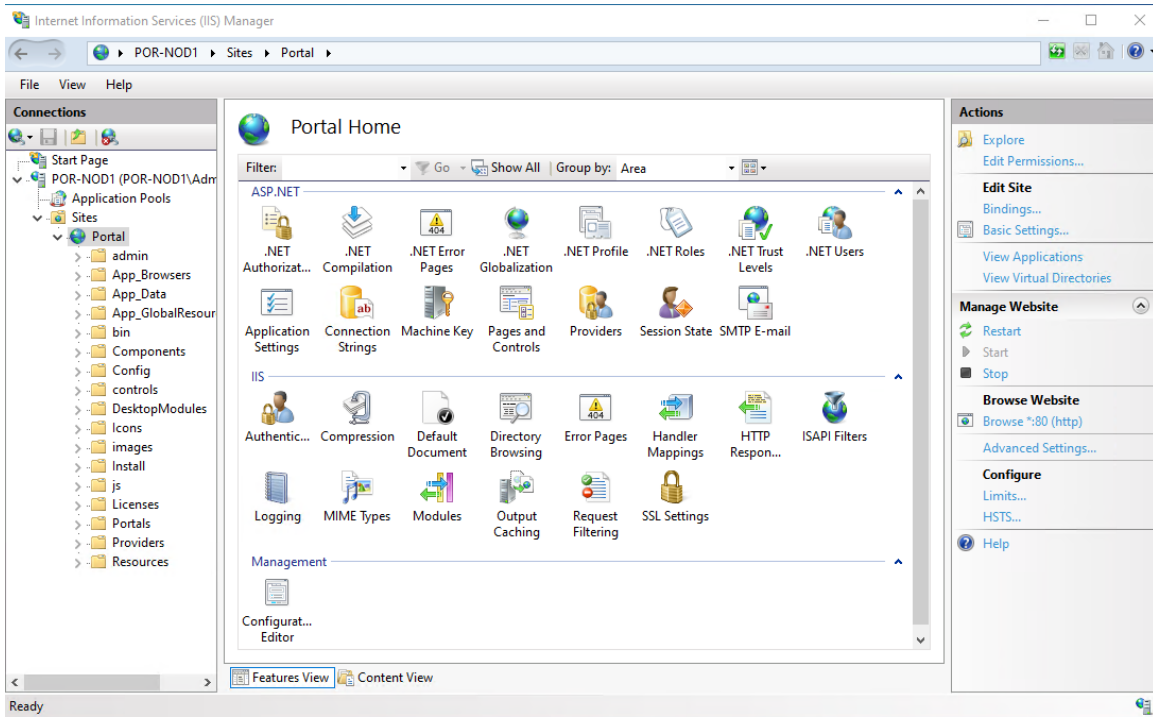 Internet Information Services (IIS) Manager
POR-NOD1 Sites Portal
File View Help
Connections
Start Page
POR-NOD1 (POR-NOD1\Adm
Application Pools
Sites
Portal
admin
App_Browsers
App_Data
App_GlobalResour
bin
Components
Config
controls
DesktopModules
Icons
images
Install
js
Licenses
Portals
Providers
Resources
Portal Home
Filter: Go Show All Group by: Area
ASP.NET
.NET Authorizat...
.NET Compilation
.NET Error Pages
404
.NET Globalization
.NET Profile
.NET Roles
.NET Trust Levels
.NET Users
Application Settings
Connection Strings
ab
Machine Key
Pages and Controls
Providers
Session State
SMTP E-mail
IIS
Authentic...
Compression
Default Document
Directory Browsing
Error Pages
404
Handler Mappings
HTTP Respon...
ISAPI Filters
Logging
MIME Types
Modules
Output Caching
Request Filtering
SSL Settings
Management
Configurat... Editor
Features View Content View
Actions
Explore
Edit Permissions...
Edit Site
Bindings...
Basic Settings...
View Applications
View Virtual Directories
Manage Website
Restart
Start
Stop
Browse Website
Browse *:80 (http)
Advanced Settings...
Configure
Limits...
HSTS...
Help
Ready